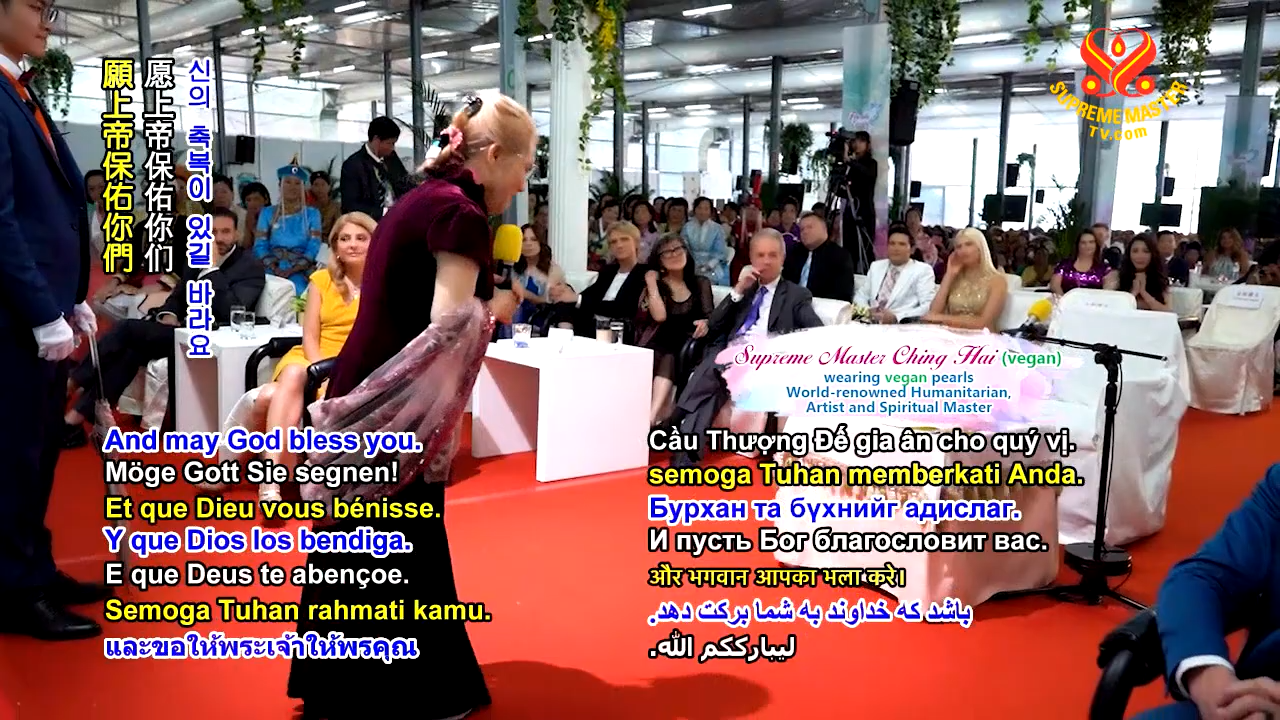 願上帝保佑你們
愿上帝保佑你们
신의 축복이 있길 바라요
SUPREME MASTER
TV.com
Supreme Master Ching Hai (vegan)
wearing vegan pearls
World-renowned Humanitarian,
Artist and Spiritual Master
And may God bless you.
Möge Gott Sie segnen!
Et que Dieu vous bénisse.
Y que Dios los bendiga.
E que Deus te abençoe.
Semoga Tuhan rahmati kamu.
และขอให้พระเจ้าให้พรคุณ
Cầu Thượng Đế gia ân cho quý vị.
semoga Tuhan memberkati Anda.
Бурхан та бүхнийг адислаг.
И пусть Бог благословит вас.
और भगवान आपका भला करे।
باشد که خداوند به شما برکت دهد.
ليبارككم الله.